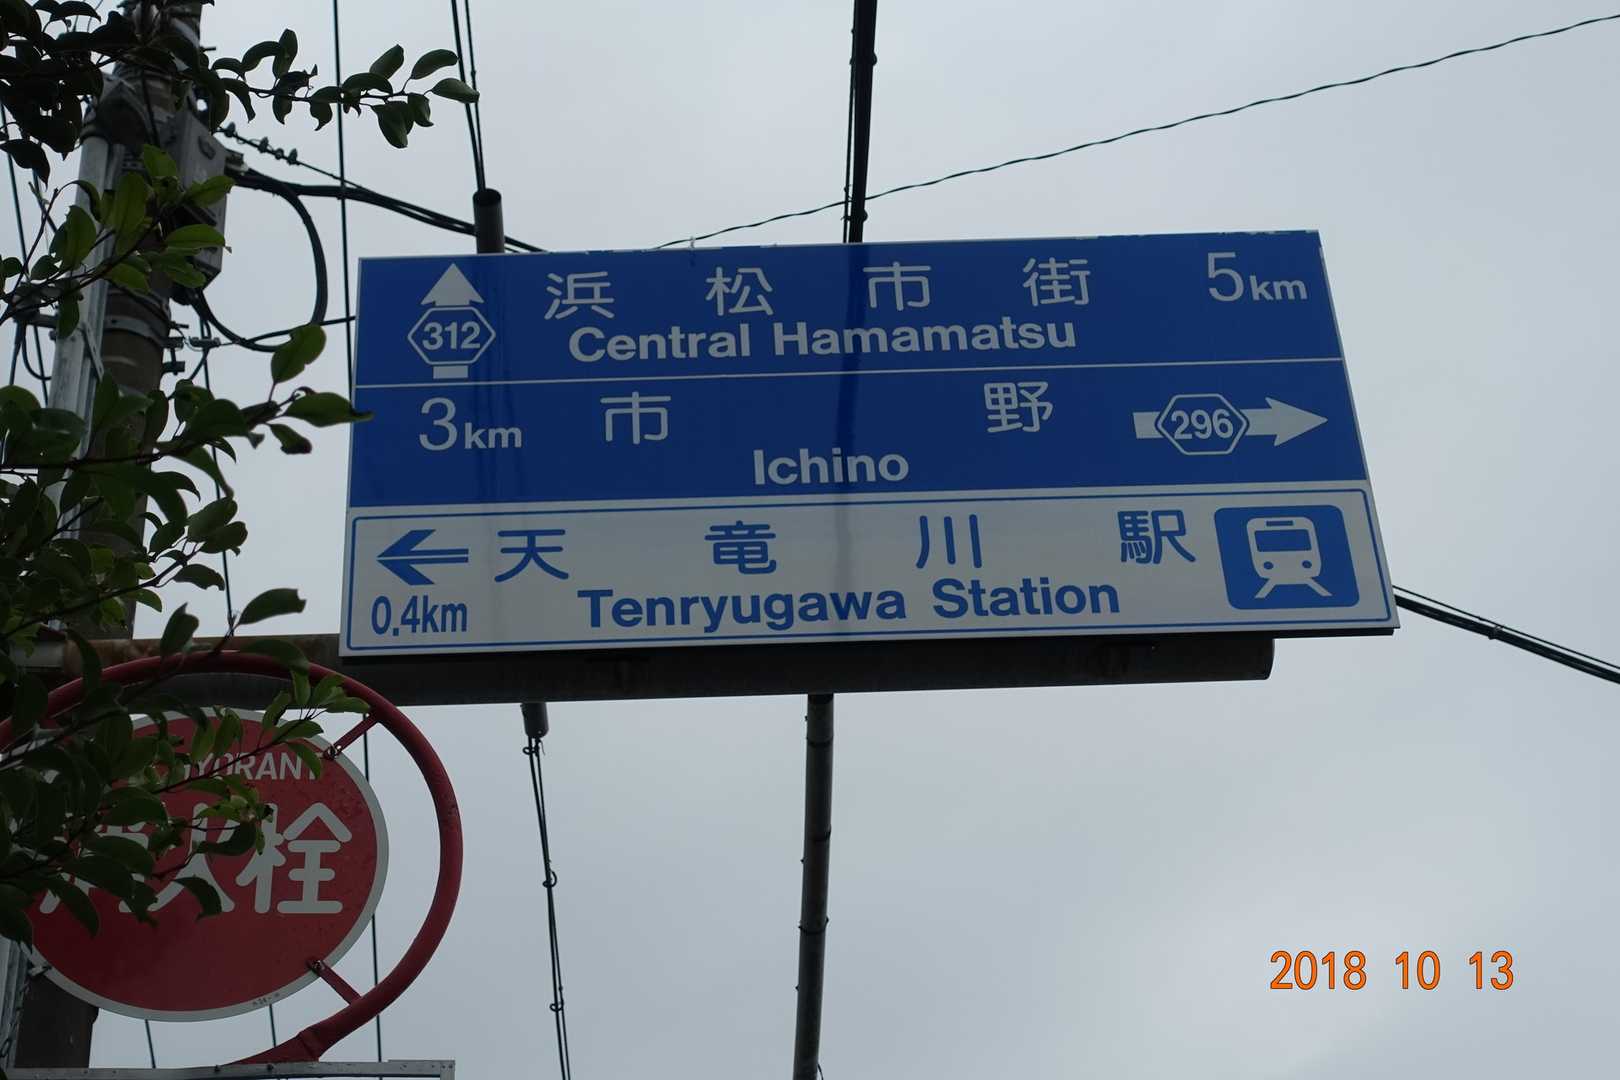 312 浜松市街 5km
Central Hamamatsu
3km 市野 296
Ichino
天竜川駅
0.4km Tenryugawa Station
栓
2018 10 13